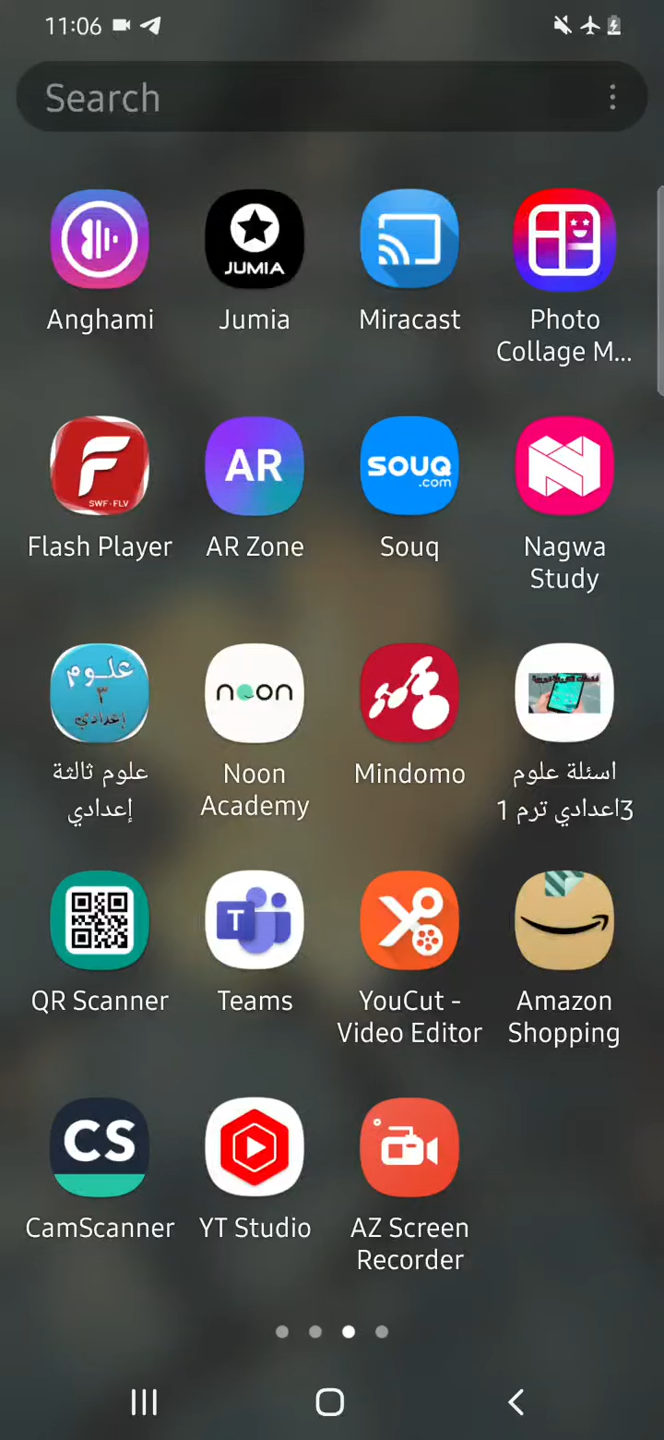 11:06
Search
JUMIA
Anghami
Jumia
Miracast
Photo
Collage M...
SWF-FLV
AR
SOUQ
.com
Flash Player
AR Zone
Souq
Nagwa
Study
علوم
٣
إعدادي
noon
علوم ثالثة
إعدادي
Noon
Academy
Mindomo
اسئلة علوم
3اعدادي ترم 1
T
QR Scanner
Teams
YouCut -
Video Editor
Amazon
Shopping
CS
CamScanner
YT Studio
AZ Screen
Recorder